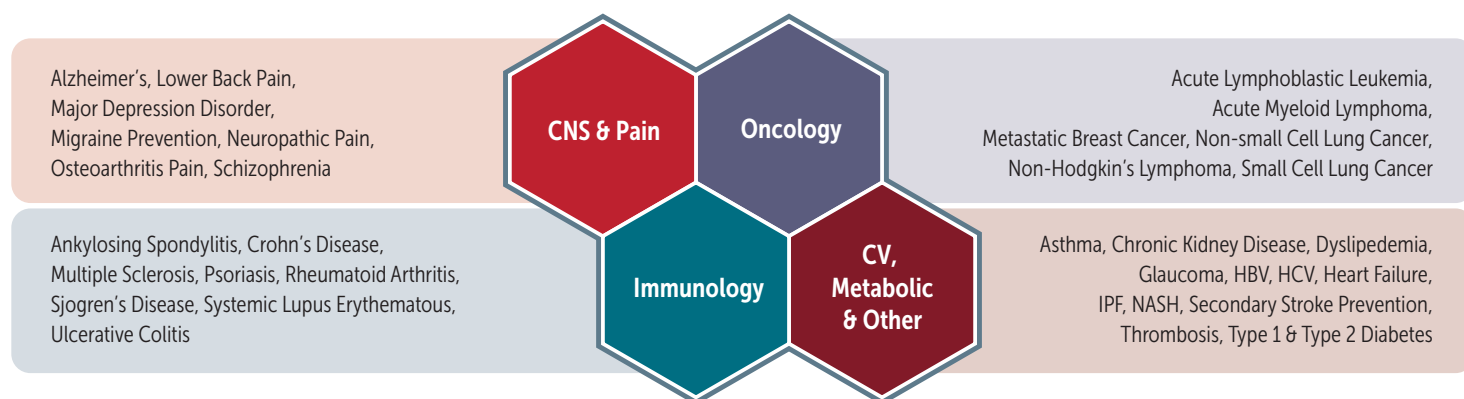 Alzheimer's, Lower Back Pain,
Major Depression Disorder,
Migraine Prevention, Neuropathic Pain,
Osteoarthritis Pain, Schizophrenia
CNS & Pain
Oncology
Acute Lymphoblastic Leukemia,
Acute Myeloid Lymphoma,
Metastatic Breast Cancer, Non-small Cell Lung Cancer,
Non-Hodgkin's Lymphoma, Small Cell Lung Cancer
Ankylosing Spondylitis, Crohn's Disease,
Multiple Sclerosis, Psoriasis, Rheumatoid Arthritis,
Sjogren's Disease, Systemic Lupus Erythematous,
Ulcerative Colitis
Immunology
CV,
Metabolic
& Other
Asthma, Chronic Kidney Disease, Dyslipedemia,
Glaucoma, HBV, HCV, Heart Failure,
IPF, NASH, Secondary Stroke Prevention,
Thrombosis, Type 1 & Type 2 Diabetes